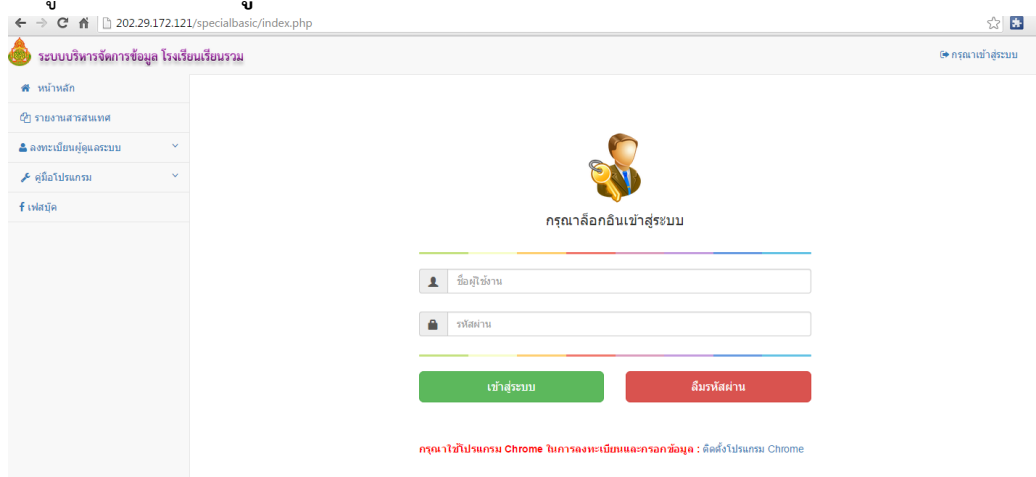 202.29.172.121/specialbasic/index.php
ระบบบริหารจัดการข้อมูล โรงเรียนเรียนรวม
กรุณาเข้าสู่ระบบ
หน้าหลัก
รายงานสารสนเทศ
ลงทะเบียนผู้ดูแลระบบ
คู่มือโปรแกรม
เฟสบุ๊ค
กรุณาล็อกอินเข้าสู่ระบบ
ชื่อผู้ใช้งาน
รหัสผ่าน
เข้าสู่ระบบ ลืมรหัสผ่าน
กรุณาใช้โปรแกรม Chrome ในการลงทะเบียนและกรอกข้อมูล : ติดตั้งโปรแกรม Chrome